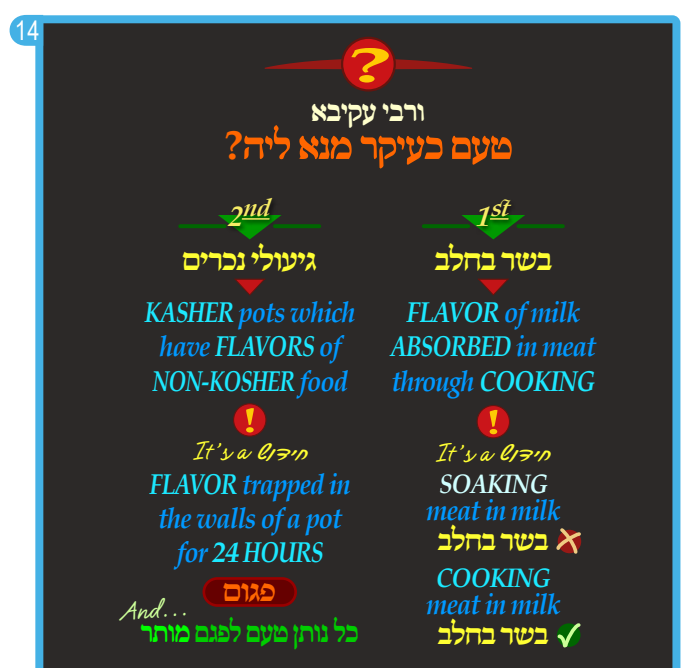 14
?
ורבי עקיבא
טעם כעיקר מנא ליה?
1st
בשר בחלב
FLAVOR of milk
ABSORBED in meat
through COOKING
!
It's a חידוש
SOAKING
meat in milk
בשר בחלב
COOKING
meat in milk
בשר בחלב
2nd
גיעולי נכרים
KASHER pots which
have FLAVORS of
NON-KOSHER food
!
It's a חידוש
FLAVOR trapped in
the walls of a pot
for 24 HOURS
פגום
And...
כל נותן טעם לפגם מותר